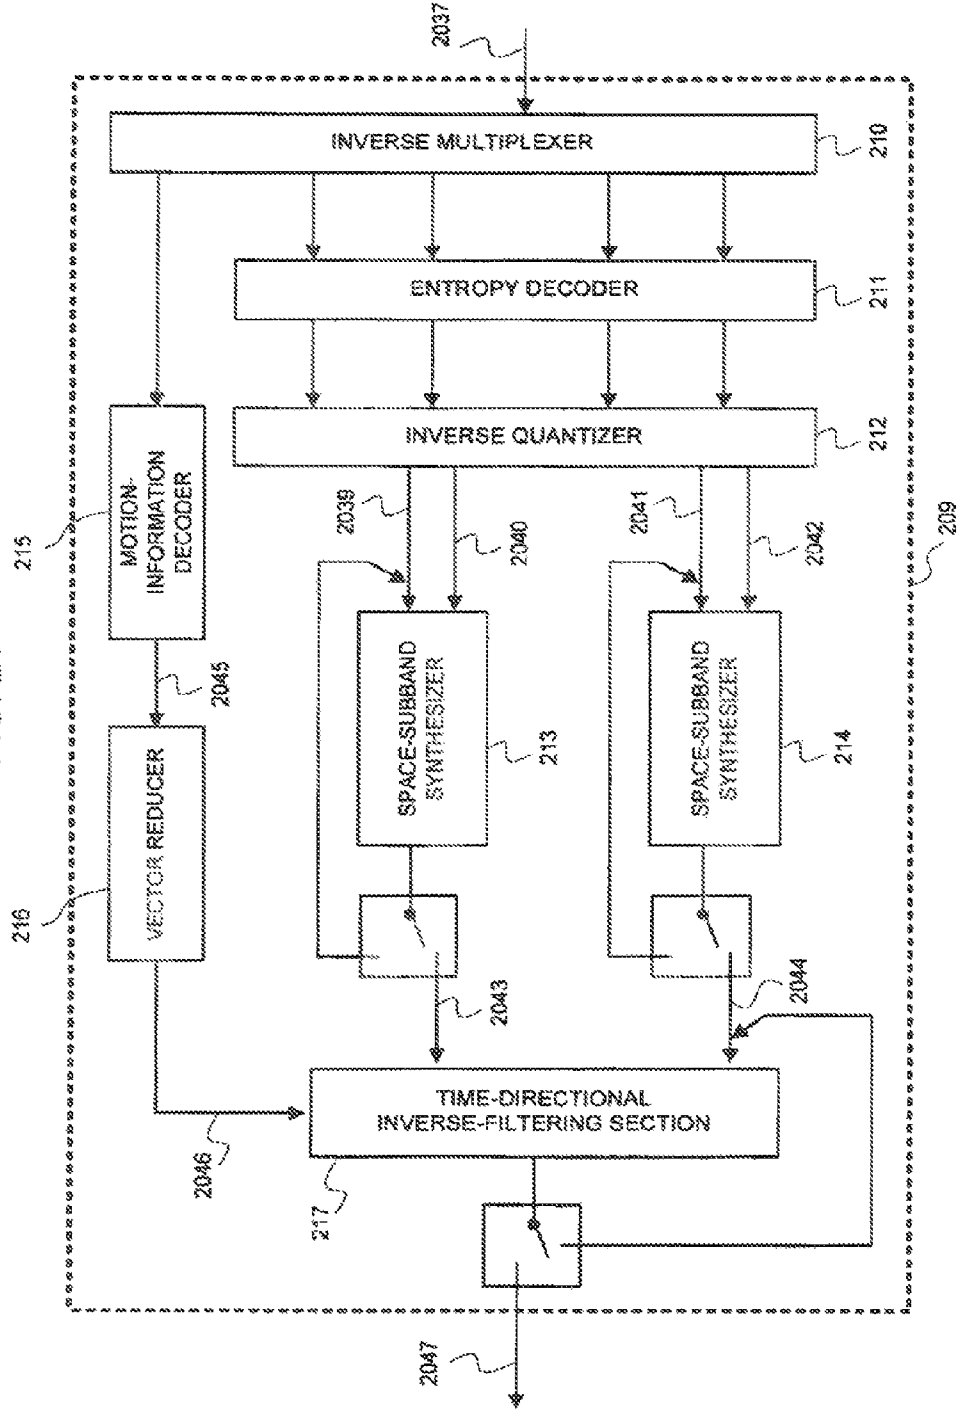 2037
INVERSE MULTIPLEXER
210
ENTROPY DECODER
211
INVERSE QUANTIZER
212
215
MOTION-
INFORMATION
DECODER
2039
2040
2041
2042
209
2045
216
VECTOR REDUCER
SPACE-SUBBAND
SYNTHESIZER
213
SPACE-SUBBAND
SYNTHESIZER
214
2043
2044
2046
TIME-DIRECTIONAL
INVERSE-FILTERING SECTION
217
2047